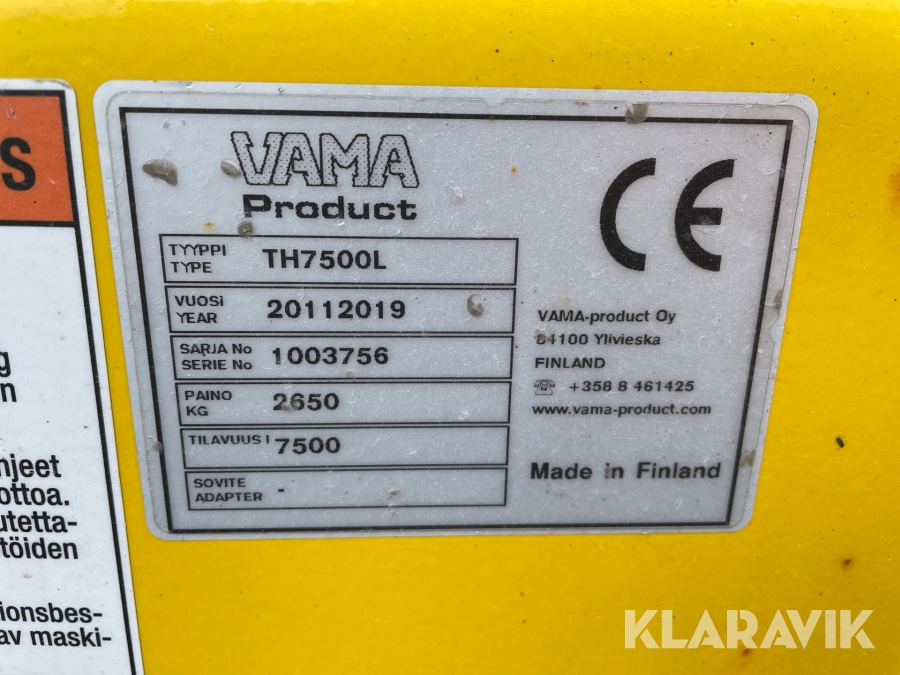 VAMA
Product
CE
TYYPPI
TYPE TH7500L
VUOSI
YEAR 20112019
SARJA No
SERIE No 1003756
PAINO
KG 2650
TILAVUUS l 7500
SOVITE
ADAPTER -
VAMA-product Oy
84100 Ylivieska
FINLAND
☎ +358 8 461425
www.vama-product.com
Made in Finland
S
g
n
njeet
ottoa.
utetta-
töiden
ionsbes-
av maski-
KLARAVIK